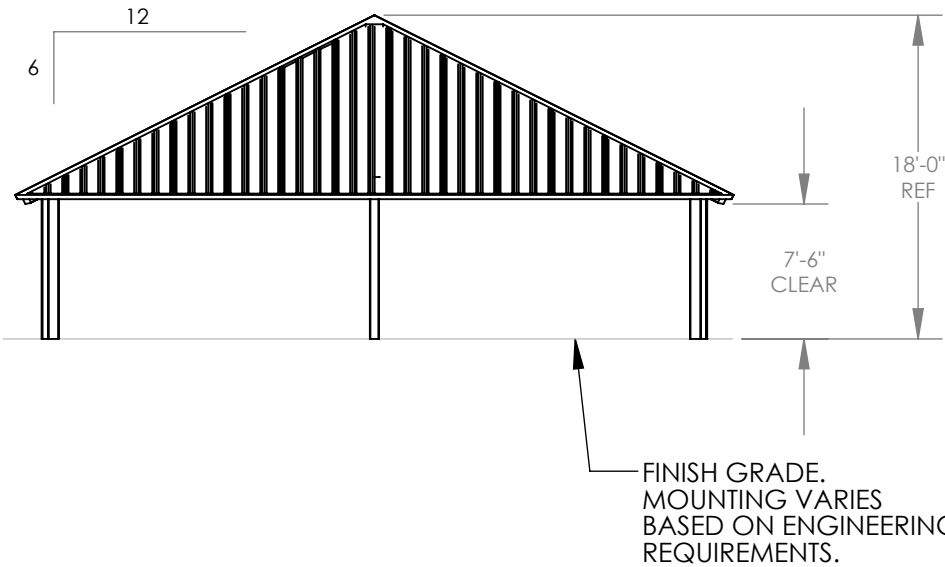 12
6
18'-0"
REF
7'-6"
CLEAR
FINISH GRADE.
MOUNTING VARIES
BASED ON ENGINEERING
REQUIREMENTS.